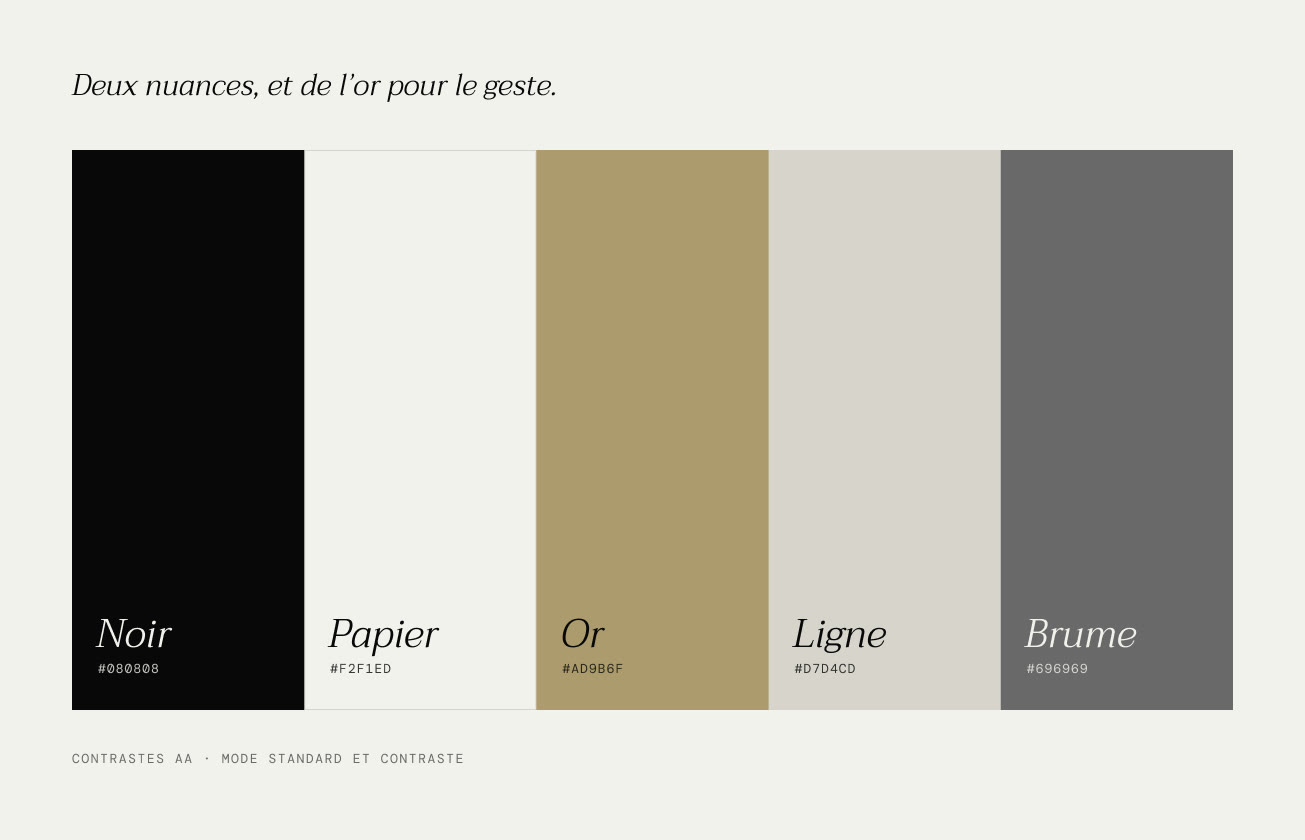 Deux nuances, et de l’or pour le geste.
Noir
#080808
Papier
#F2F1ED
Or
#AD9B6F
Ligne
#D7D4CD
Brume
#696969
CONTRASTES AA · MODE STANDARD ET CONTRASTE